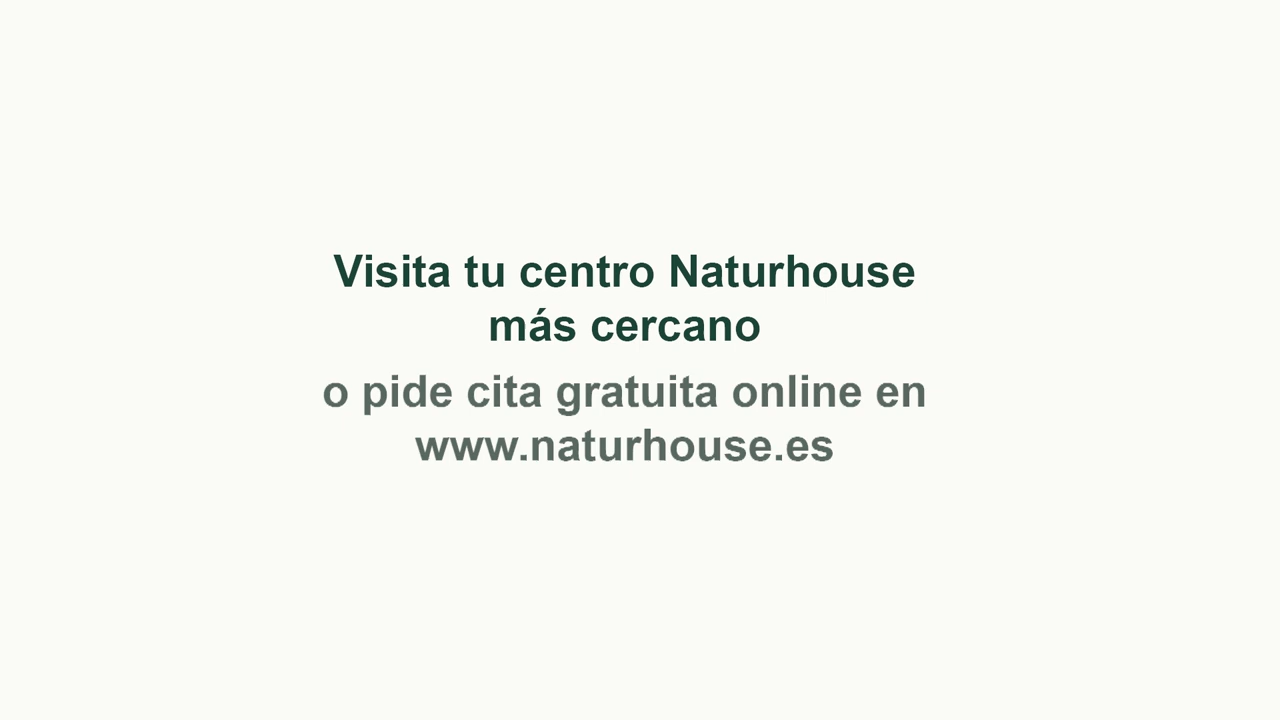 Visita tu centro Naturhouse
más cercano
o pide cita gratuita online en
www.naturhouse.es